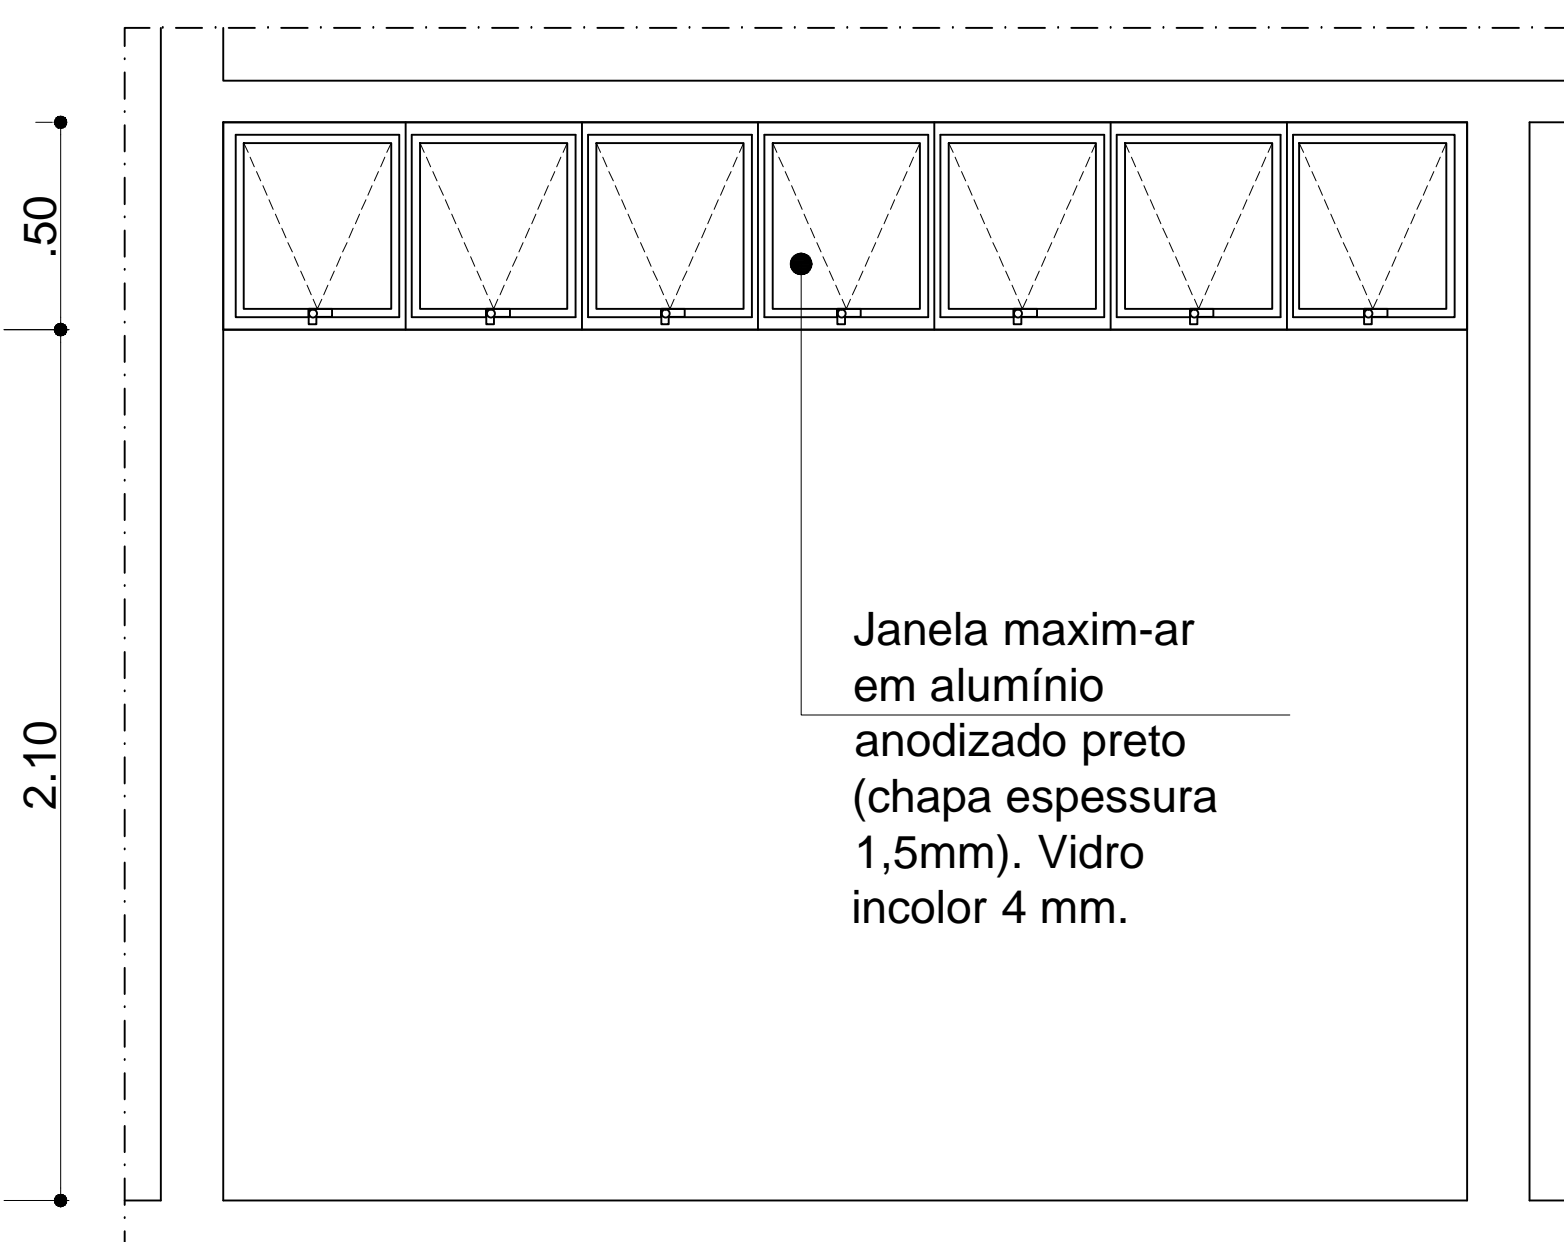 .50
2.10
Janela maxim-ar
em alumínio
anodizado preto
(chapa espessura
1,5mm). Vidro
incolor 4 mm.